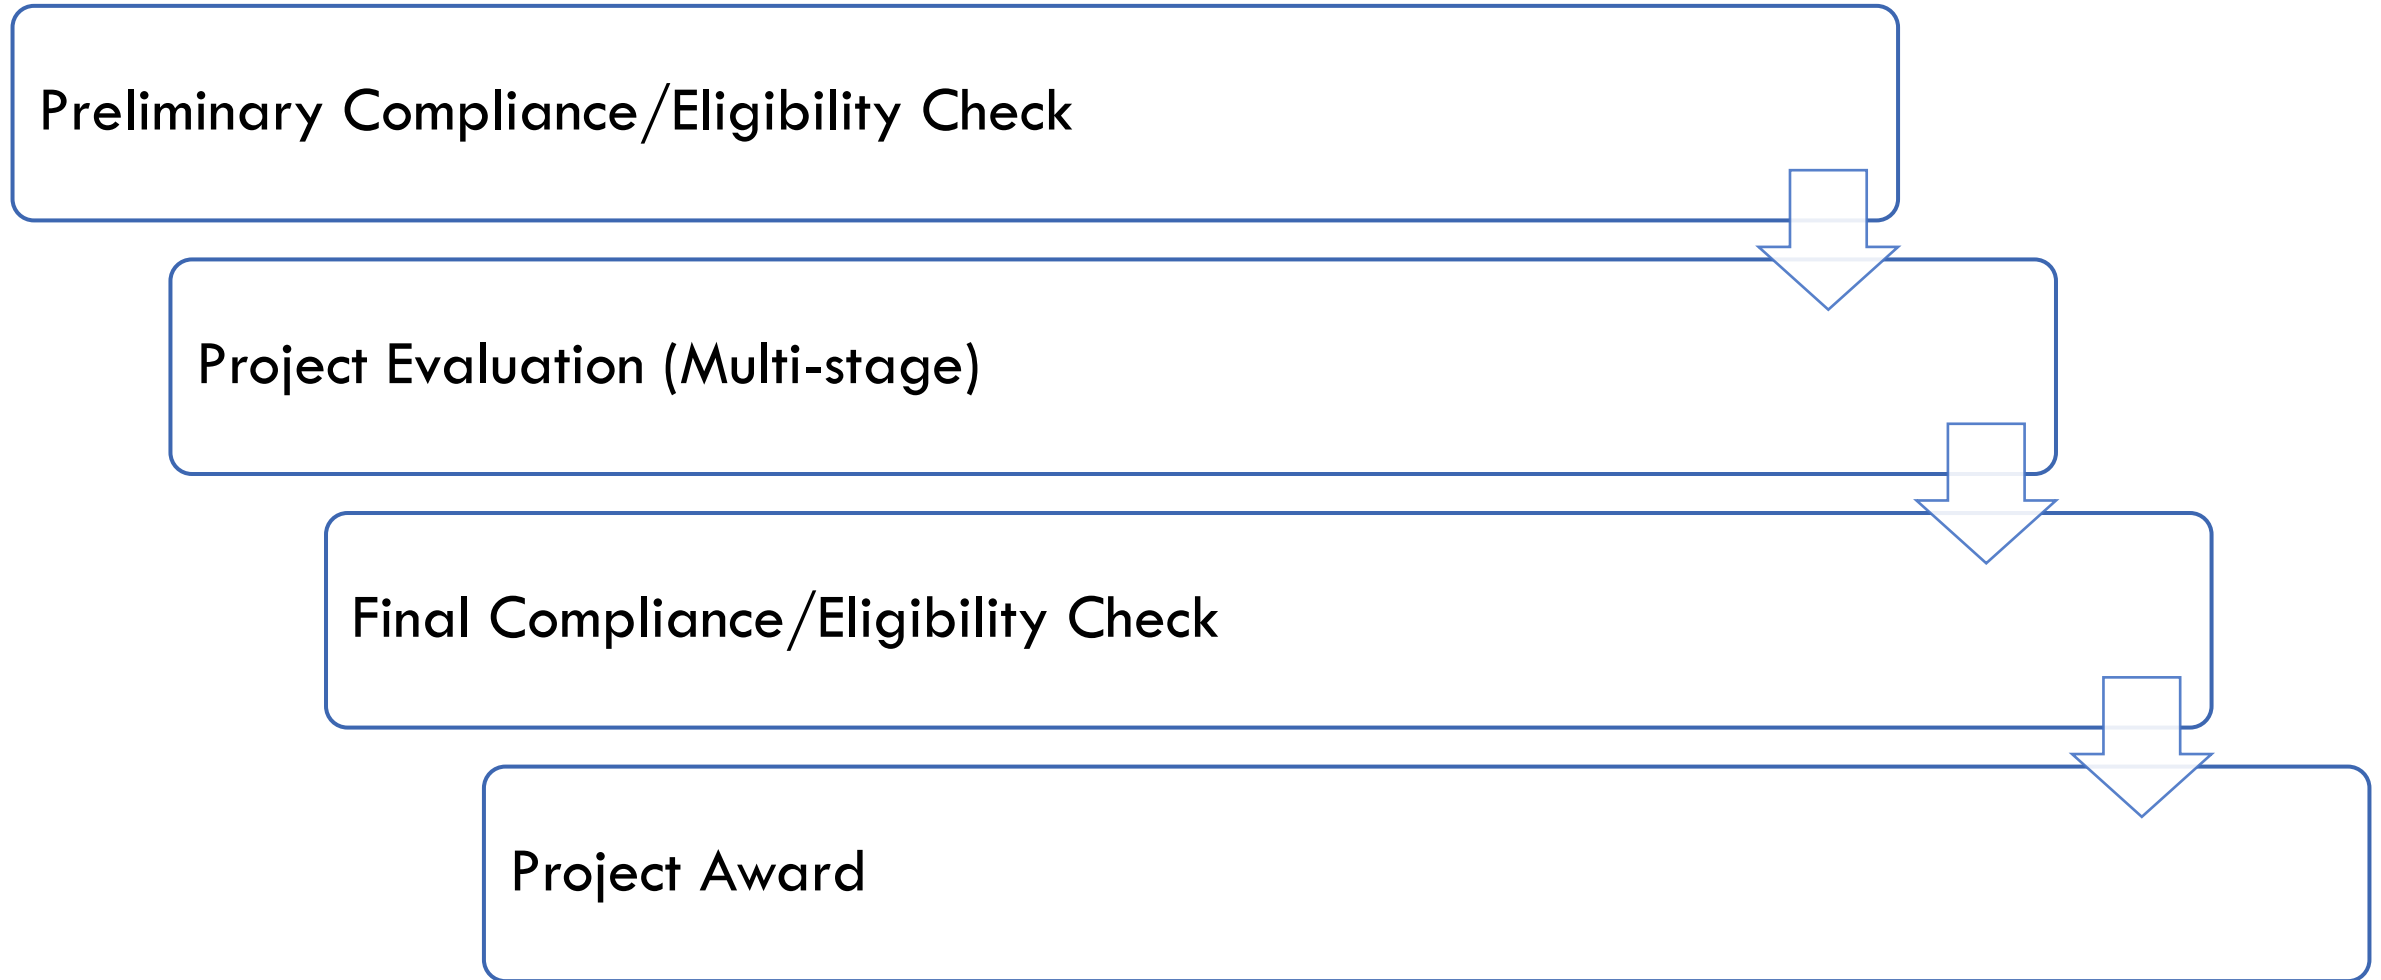 Preliminary Compliance/Eligibility Check
Project Evaluation (Multi-stage)
Final Compliance/Eligibility Check
Project Award